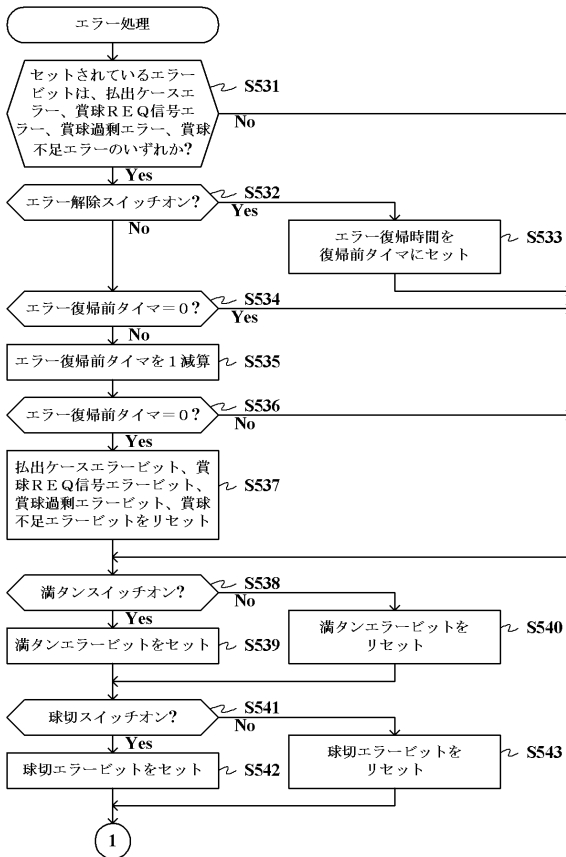 エラー処理
セットされているエラー
ビットは、払出ケースエ
ラー、賞球ＲＥＱ信号エ
ラー、賞球過剰エラー、賞球
不足エラーのいずれか？
S531
No
Yes
エラー解除スイッチオン？
S532
Yes
No
エラー復帰時間を
復帰前タイマにセット
S533
エラー復帰前タイマ＝０？
S534
Yes
No
エラー復帰前タイマを１減算
S535
エラー復帰前タイマ＝０？
S536
No
Yes
払出ケースエラービット、賞
球ＲＥＱ信号エラービット、
賞球過剰エラービット、賞球
不足エラービットをリセット
S537
満タンスイッチオン？
S538
No
Yes
満タンエラービットをセット
S539
満タンエラービットを
リセット
S540
球切スイッチオン？
S541
No
Yes
球切エラービットをセット
S542
球切エラービットを
リセット
S543
1